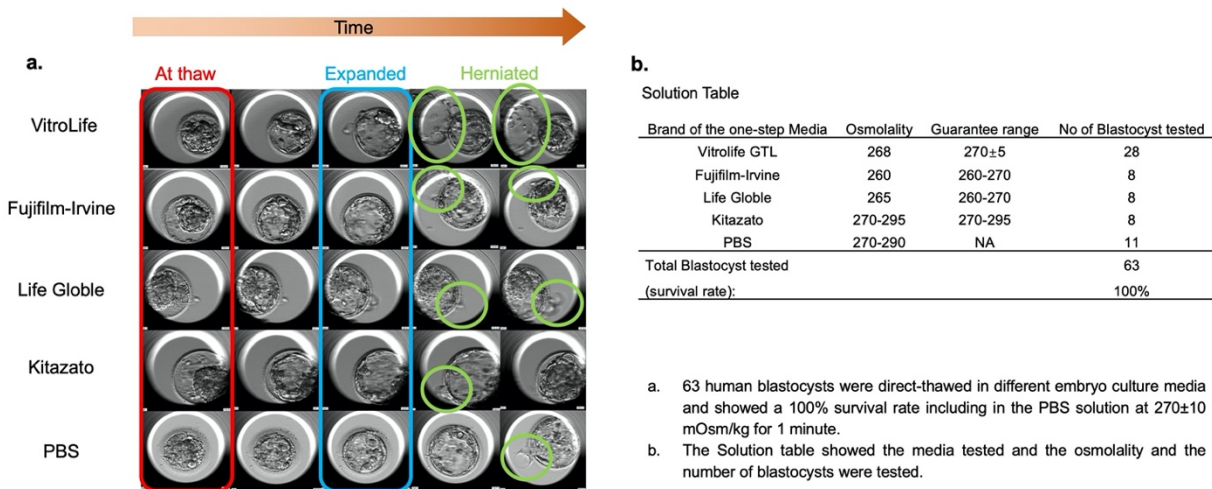 Time
a.
At thaw
Expanded
Herniated
VitroLife
Fujifilm-Irvine
Life Globle
Kitazato
PBS
b.
Solution Table
Brand of the one-step Media Osmolality Guarantee range No of Blastocyst tested
Vitrolife GTL 268 270±5 28
Fujifilm-Irvine 260 260-270 8
Life Globle 265 260-270 8
Kitazato 270-295 270-295 8
PBS 270-290 NA 11
Total Blastocyst tested 63
(survival rate): 100%
a. 63 human blastocysts were direct-thawed in different embryo culture media
and showed a 100% survival rate including in the PBS solution at 270±10
mOsm/kg for 1 minute.
b. The Solution table showed the media tested and the osmolality and the
number of blastocysts were tested.